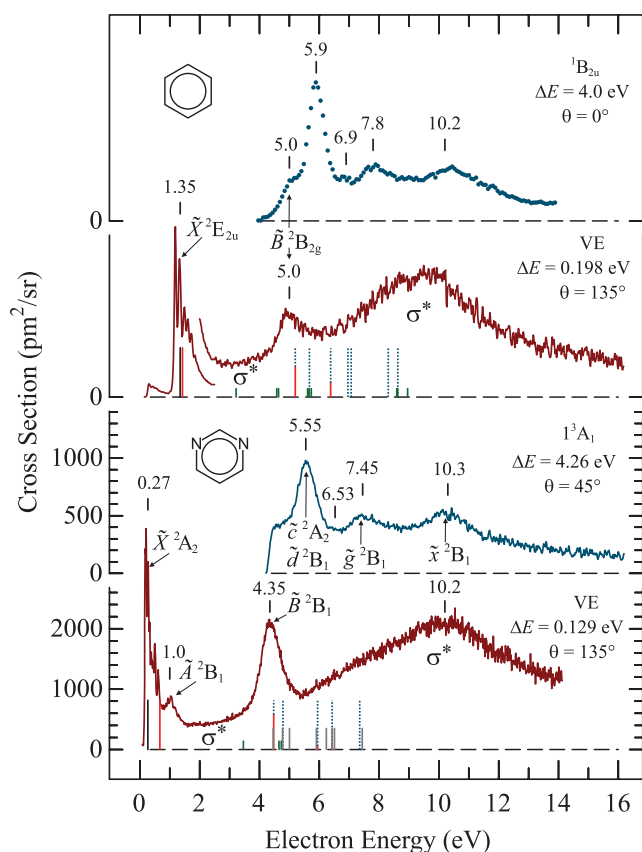 5.9
¹B₂ᵤ
ΔE = 4.0 eV
θ = 0°
5.0
6.9
7.8
10.2
1.35
0
X̃ ²E₂ᵤ
B̃ ²B₂g
5.0
VE
ΔE = 0.198 eV
θ = 135°
σ*
σ*
0
Cross Section (pm²/sr)
N
N
5.55
1³A₁
ΔE = 4.26 eV
θ = 45°
7.45
10.3
6.53
1000
0.27
500
X̃ ²A₂
c̃ ²A₂
d̃ ²B₁
g̃ ²B₁
x̃ ²B₁
0
4.35
B̃ ²B₁
10.2
VE
ΔE = 0.129 eV
θ = 135°
2000
1.0
Ã ²B₁
σ*
1000
σ*
0
0 2 4 6 8 10 12 14 16
Electron Energy (eV)